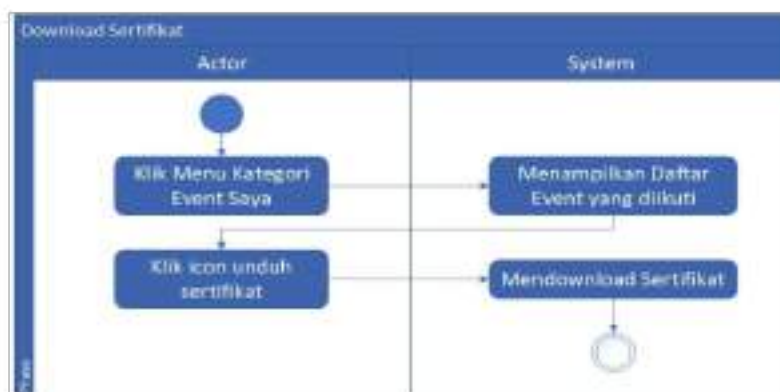 Download Sertifikat
Actor
System
Klik Menu Kategori
Event Saya
Menampilkan Daftar
Event yang diikuti
Klik icon unduh
sertifikat
Mendownload Sertifikat